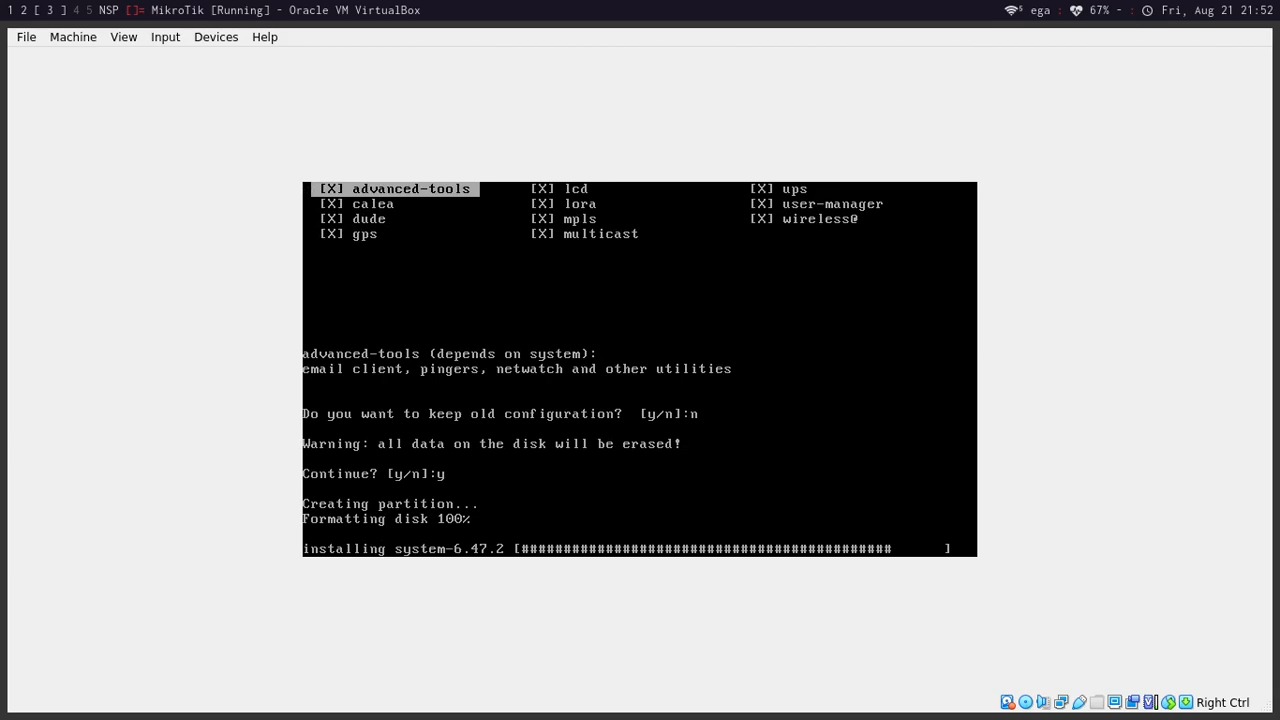 1 2 [ 3 ] 4 5 NSP []= MikroTik [Running] - Oracle VM VirtualBox 5 ega : 67% - : Fri, Aug 21 21:52
File Machine View Input Devices Help
[X] advanced-tools [X] lcd [X] ups
[X] calea [X] lora [X] user-manager
[X] dude [X] mpls [X] wireless@
[X] gps [X] multicast
advanced-tools (depends on system):
email client, pingers, netwatch and other utilities
Do you want to keep old configuration? [y/n]:n
Warning: all data on the disk will be erased!
Continue? [y/n]:y
Creating partition...
Formatting disk 100%
installing system-6.47.2 [############################################ ]
Right Ctrl